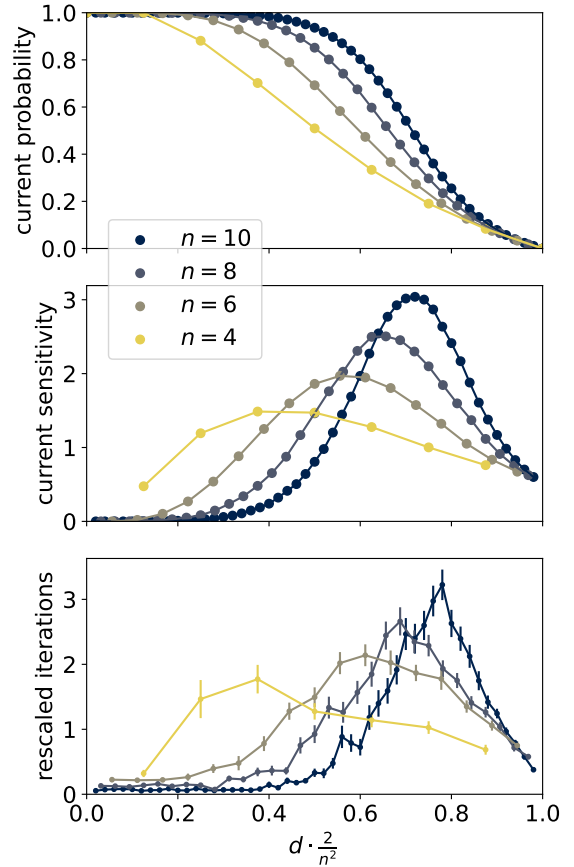 1.0
0.8
0.6
0.4
0.2
0.0
current probability
n = 10
n = 8
n = 6
n = 4
3
2
1
0
current sensitivity
3
2
1
0
rescaled iterations
0.0 0.2 0.4 0.6 0.8 1.0
d · 2/n²